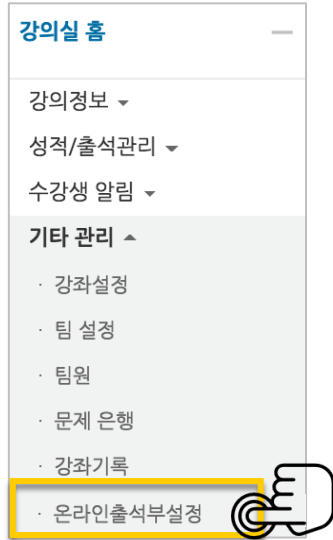 강의실 홈
강의정보
성적/출석관리
수강생 알림
기타 관리
· 강좌설정
· 팀 설정
· 팀원
· 문제 은행
· 강좌기록
· 온라인출석부설정